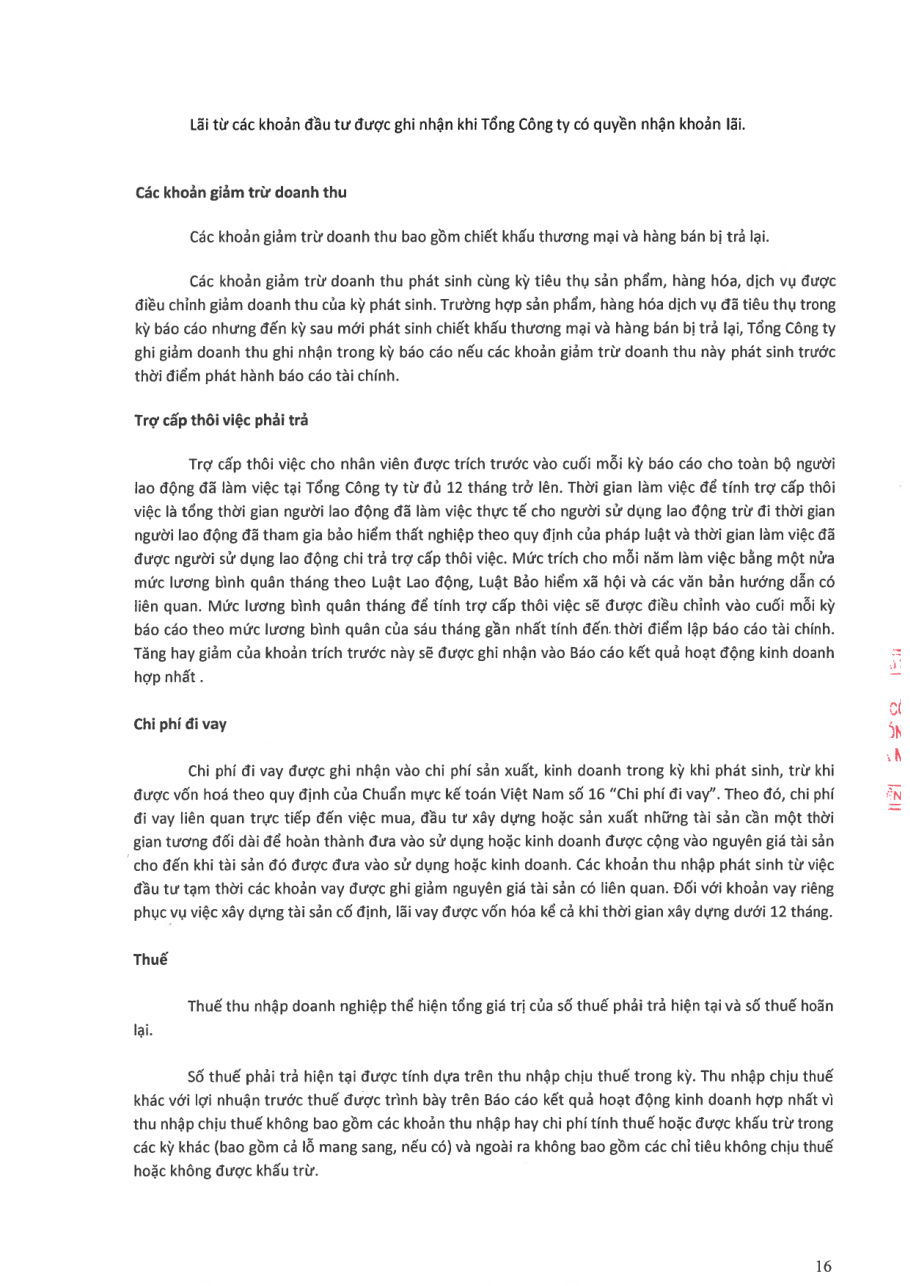 Lãi từ các khoản đầu tư được ghi nhận khi Tổng Công ty có quyền nhận khoản lãi.
Các khoản giảm trừ doanh thu
Các khoản giảm trừ doanh thu bao gồm chiết khấu thương mại và hàng bán bị trả lại.
Các khoản giảm trừ doanh thu phát sinh cùng kỳ tiêu thụ sản phẩm, hàng hóa, dịch vụ được
điều chỉnh giảm doanh thu của kỳ phát sinh. Trường hợp sản phẩm, hàng hóa dịch vụ đã tiêu thụ trong
kỳ báo cáo nhưng đến kỳ sau mới phát sinh chiết khấu thương mại và hàng bán bị trả lại, Tổng Công ty
ghi giảm doanh thu ghi nhận trong kỳ báo cáo nếu các khoản giảm trừ doanh thu này phát sinh trước
thời điểm phát hành báo cáo tài chính.
Trợ cấp thôi việc phải trả
Trợ cấp thôi việc cho nhân viên được trích trước vào cuối mỗi kỳ báo cáo cho toàn bộ người
lao động đã làm việc tại Tổng Công ty từ đủ 12 tháng trở lên. Thời gian làm việc để tính trợ cấp thôi
việc là tổng thời gian người lao động đã làm việc thực tế cho người sử dụng lao động trừ đi thời gian
người lao động đã tham gia bảo hiểm thất nghiệp theo quy định của pháp luật và thời gian làm việc đã
được người sử dụng lao động chi trả trợ cấp thôi việc. Mức trích cho mỗi năm làm việc bằng một nửa
mức lương bình quân tháng theo Luật Lao động, Luật Bảo hiểm xã hội và các văn bản hướng dẫn có
liên quan. Mức lương bình quân tháng để tính trợ cấp thôi việc sẽ được điều chỉnh vào cuối mỗi kỳ
báo cáo theo mức lương bình quân của sáu tháng gần nhất tính đến thời điểm lập báo cáo tài chính.
Tăng hay giảm của khoản trích trước này sẽ được ghi nhận vào Báo cáo kết quả hoạt động kinh doanh
hợp nhất .
Chi phí đi vay
Chi phí đi vay được ghi nhận vào chi phí sản xuất, kinh doanh trong kỳ khi phát sinh, trừ khi
được vốn hoá theo quy định của Chuẩn mực kế toán Việt Nam số 16 "Chi phí đi vay". Theo đó, chi phí
đi vay liên quan trực tiếp đến việc mua, đầu tư xây dựng hoặc sản xuất những tài sản cần một thời
gian tương đối dài để hoàn thành đưa vào sử dụng hoặc kinh doanh được cộng vào nguyên giá tài sản
cho đến khi tài sản đó được đưa vào sử dụng hoặc kinh doanh. Các khoản thu nhập phát sinh từ việc
đầu tư tạm thời các khoản vay được ghi giảm nguyên giá tài sản có liên quan. Đối với khoản vay riêng
phục vụ việc xây dựng tài sản cố định, lãi vay được vốn hóa kể cả khi thời gian xây dựng dưới 12 tháng.
Thuế
Thuế thu nhập doanh nghiệp thể hiện tổng giá trị của số thuế phải trả hiện tại và số thuế hoãn
lại.
Số thuế phải trả hiện tại được tính dựa trên thu nhập chịu thuế trong kỳ. Thu nhập chịu thuế
khác với lợi nhuận trước thuế được trình bày trên Báo cáo kết quả hoạt động kinh doanh hợp nhất vì
thu nhập chịu thuế không bao gồm các khoản thu nhập hay chi phí tính thuế hoặc được khấu trừ trong
các kỳ khác (bao gồm cả lỗ mang sang, nếu có) và ngoài ra không bao gồm các chỉ tiêu không chịu thuế
hoặc không được khấu trừ.
16